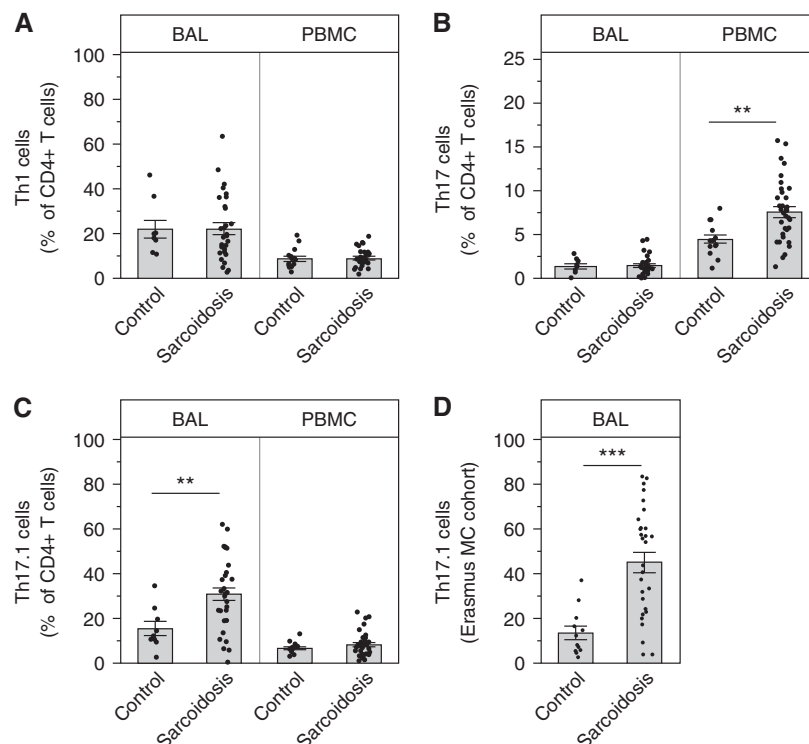 A
BAL
PBMC
Th1 cells
(% of CD4+ T cells)
100
80
60
40
20
0
Control
Sarcoidosis
Control
Sarcoidosis
B
BAL
PBMC
Th17 cells
(% of CD4+ T cells)
25
20
15
10
5
0
**
Control
Sarcoidosis
Control
Sarcoidosis
C
BAL
PBMC
Th17.1 cells
(% of CD4+ T cells)
100
80
60
40
20
0
**
Control
Sarcoidosis
Control
Sarcoidosis
D
BAL
Th17.1 cells
(Erasmus MC cohort)
100
80
60
40
20
0
***
Control
Sarcoidosis